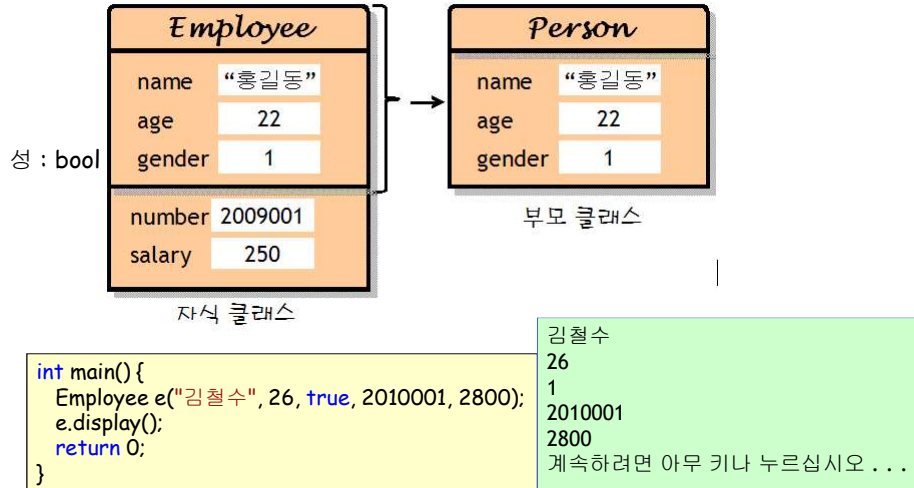 Employee
name "홍길동"
age 22
성 : bool gender 1
number 2009001
salary 250
자식 클래스
Person
name "홍길동"
age 22
gender 1
부모 클래스
int main() {
Employee e("김철수", 26, true, 2010001, 2800);
e.display();
return 0;
}
김철수
26
1
2010001
2800
계속하려면 아무 키나 누르십시오 . . .